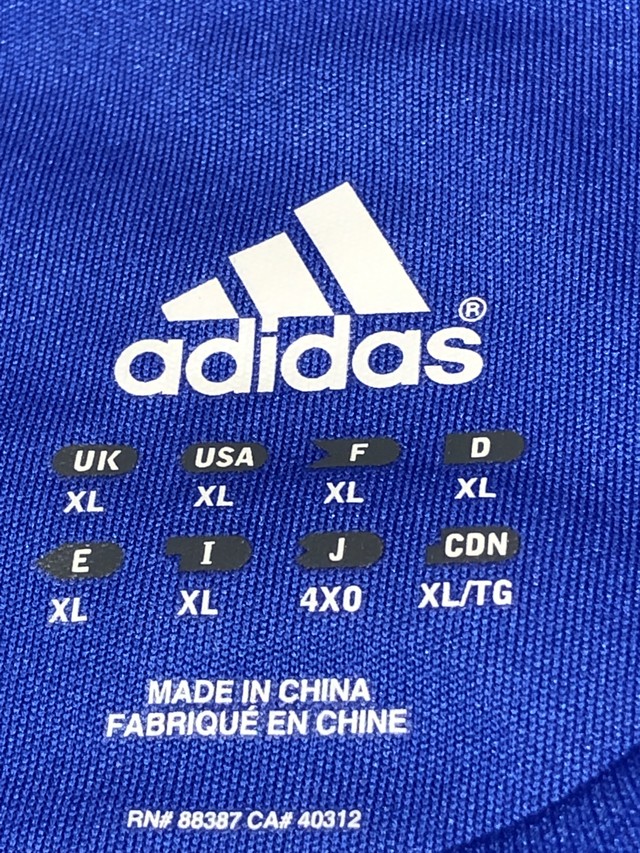 adidas®
UK USA F D
XL XL XL XL
E I J CDN
XL XL 4XO XL/TG
MADE IN CHINA
FABRIQUÉ EN CHINE
RN# 88387 CA# 40312